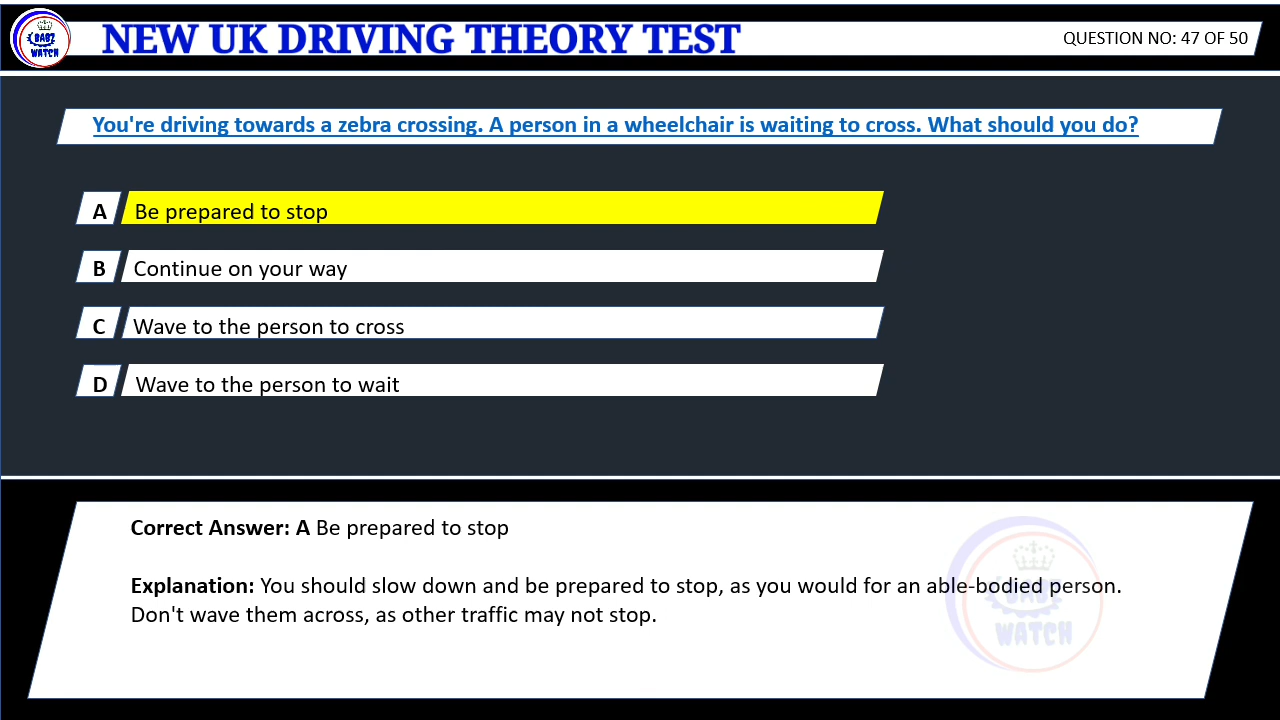 BABZ
WATCH
NEW UK DRIVING THEORY TEST
QUESTION NO: 47 OF 50
You're driving towards a zebra crossing. A person in a wheelchair is waiting to cross. What should you do?
A Be prepared to stop
B Continue on your way
C Wave to the person to cross
D Wave to the person to wait
Correct Answer: A Be prepared to stop
Explanation: You should slow down and be prepared to stop, as you would for an able-bodied person.
Don't wave them across, as other traffic may not stop.
BABZ
WATCH